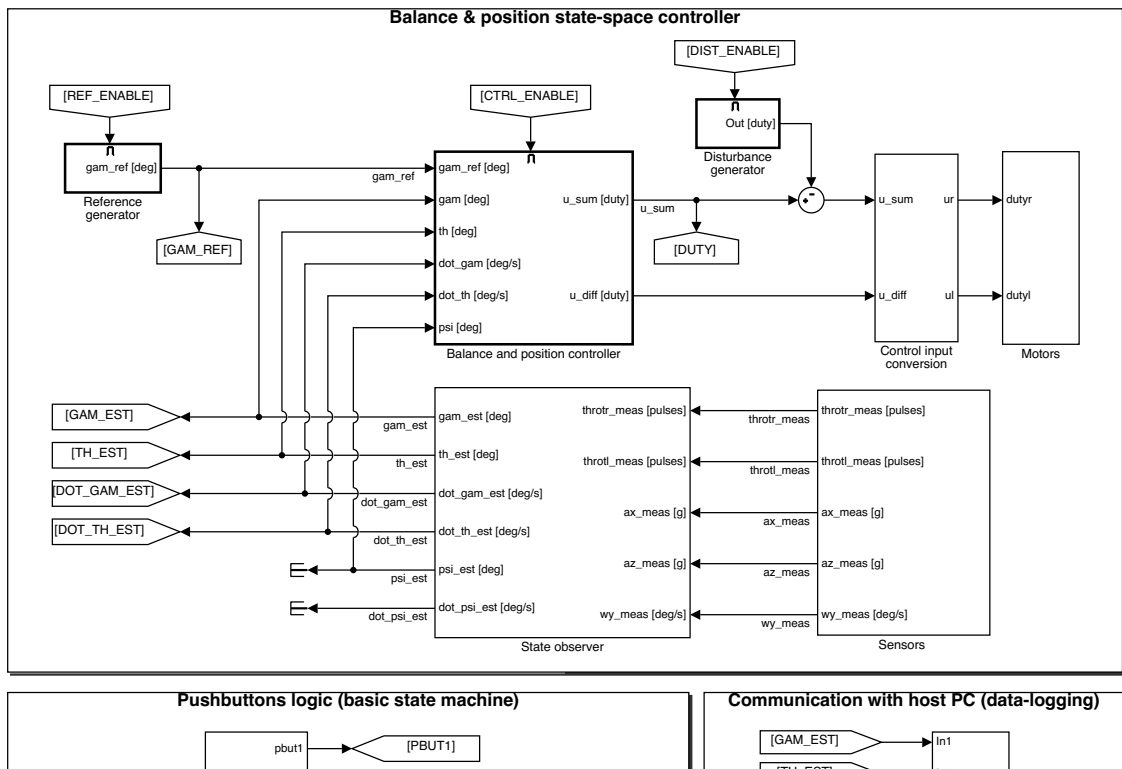 Balance & position state-space controller
[DIST_ENABLE]
[REF_ENABLE]
[CTRL_ENABLE]
Out [duty]
Disturbance
generator
gam_ref [deg]
Reference
generator
gam_ref
[GAM_REF]
gam_ref [deg]
gam [deg]
th [deg]
dot_gam [deg/s]
dot_th [deg/s]
psi [deg]
u_sum [duty]
u_diff [duty]
Balance and position controller
u_sum
[DUTY]
+
-
u_sum
u_diff
ur
ul
Control input
conversion
dutyr
dutyl
Motors
[GAM_EST]
[TH_EST]
[DOT_GAM_EST]
[DOT_TH_EST]
gam_est
th_est
dot_gam_est
dot_th_est
psi_est
dot_psi_est
gam_est [deg]
th_est [deg]
dot_gam_est [deg/s]
dot_th_est [deg/s]
psi_est [deg]
dot_psi_est [deg/s]
throtr_meas [pulses]
throtl_meas [pulses]
ax_meas [g]
az_meas [g]
wy_meas [deg/s]
State observer
throtr_meas
throtl_meas
ax_meas
az_meas
wy_meas
throtr_meas [pulses]
throtl_meas [pulses]
ax_meas [g]
az_meas [g]
wy_meas [deg/s]
Sensors
Pushbuttons logic (basic state machine)
pbut1
[PBUT1]
Communication with host PC (data-logging)
[GAM_EST]
In1
[TH_EST]